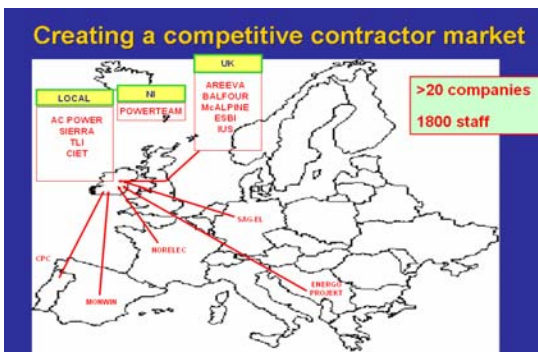 Creating a competitive contractor market
UK
AREEVA
BALFOUR
McALPINE
ESBI
IUS
NI
POWERTEAM
LOCAL
AC POWER
SIERRA
TLI
CIET
>20 companies
1800 staff
SAG-EL
NORELEC
CPC
MONWIN
ENERGO
PROJEKT